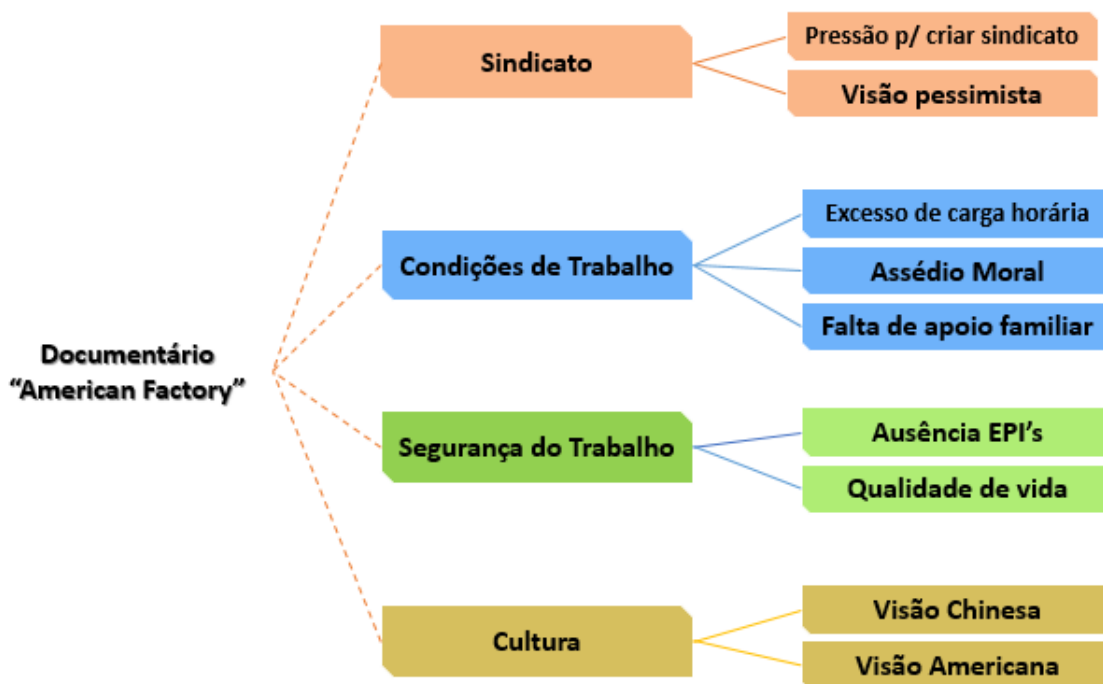 Documentário
“American Factory”
Sindicato
Pressão p/ criar sindicato
Visão pessimista
Condições de Trabalho
Excesso de carga horária
Assédio Moral
Falta de apoio familiar
Segurança do Trabalho
Ausência EPI’s
Qualidade de vida
Cultura
Visão Chinesa
Visão Americana